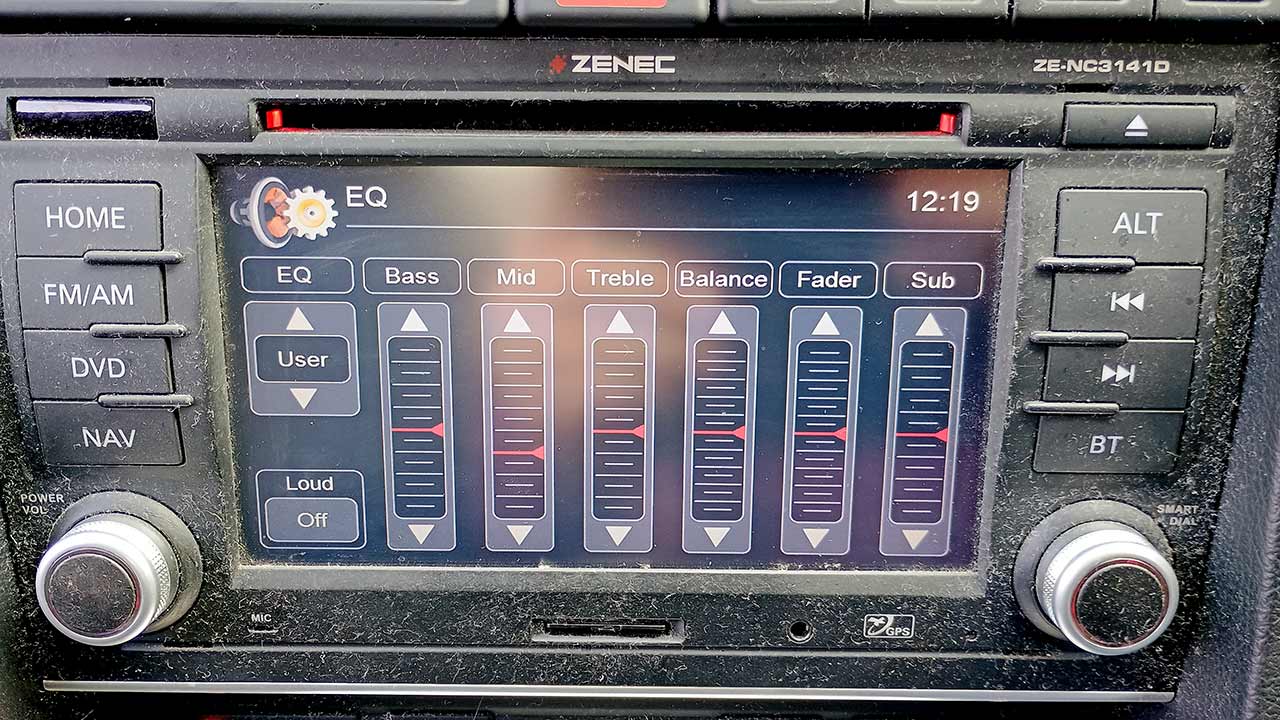 ZENEC
ZE-NC3141D
HOME
FM/AM
DVD
NAV
POWER
VOL
EQ
12:19
EQ
Bass
Mid
Treble
Balance
Fader
Sub
User
Loud
Off
ALT
BT
SMART
DIAL
MIC
GPS